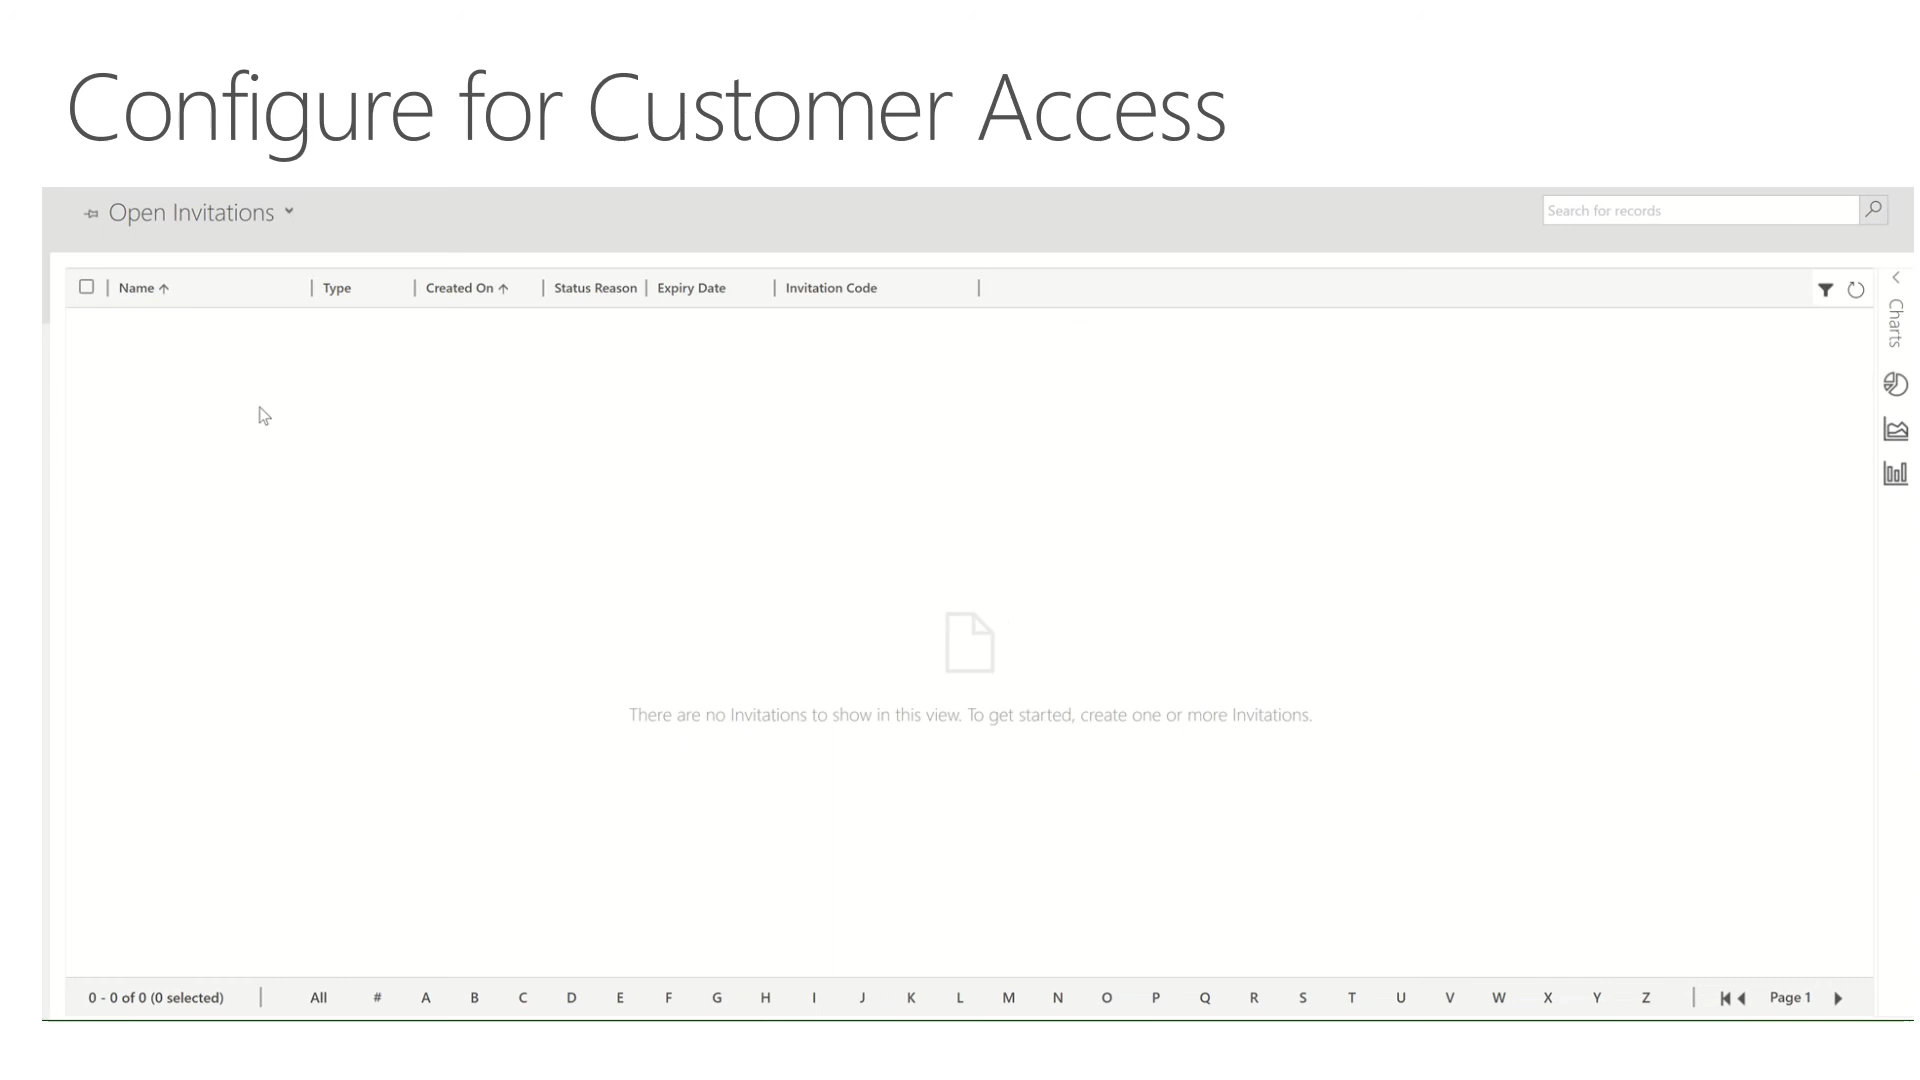 Configure for Customer Access
Open Invitations
Search for records
Name Type Created On Status Reason Expiry Date Invitation Code
Charts
There are no Invitations to show in this view. To get started, create one or more Invitations.
0 - 0 of 0 (0 selected) All # A B C D E F G H I J K L M N O P Q R S T U V W X Y Z Page 1